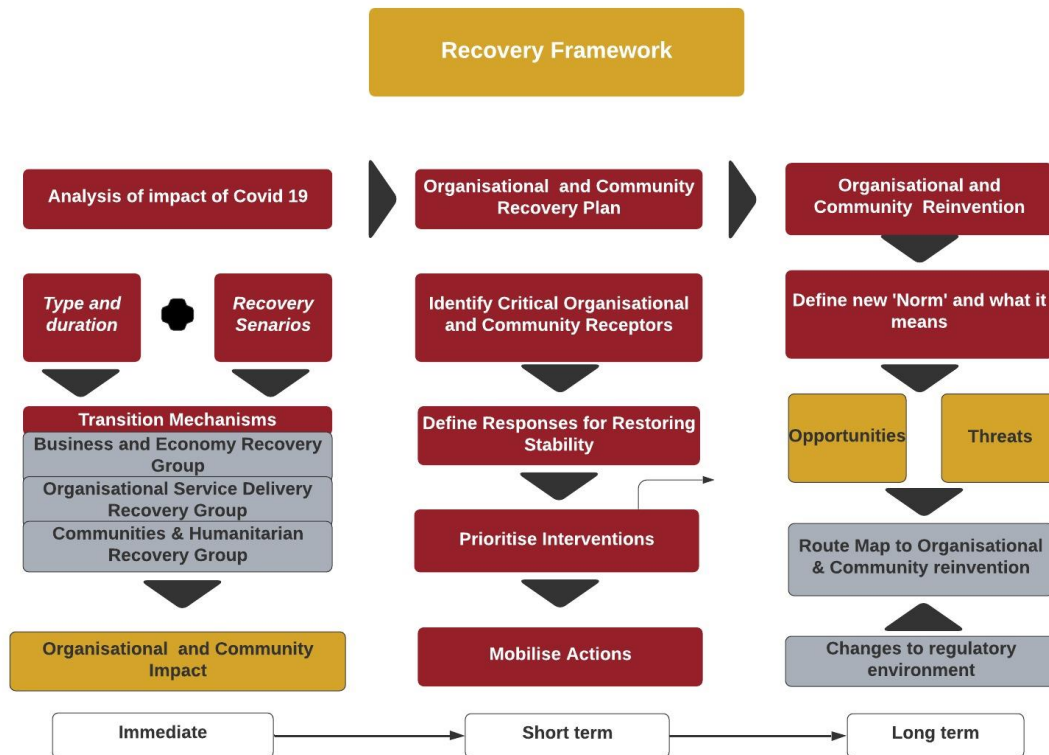 Recovery Framework
Analysis of impact of Covid 19
Organisational and Community
Recovery Plan
Organisational and
Community Reinvention
Type and
duration
Recovery
Senarios
Identify Critical Organisational
and Community Receptors
Define new 'Norm' and what it
means
Transition Mechanisms
Business and Economy Recovery
Group
Organisational Service Delivery
Recovery Group
Communities & Humanitarian
Recovery Group
Define Responses for Restoring
Stability
Opportunities
Threats
Prioritise Interventions
Route Map to Organisational
& Community reinvention
Organisational and Community
Impact
Mobilise Actions
Changes to regulatory
environment
Immediate
Short term
Long term